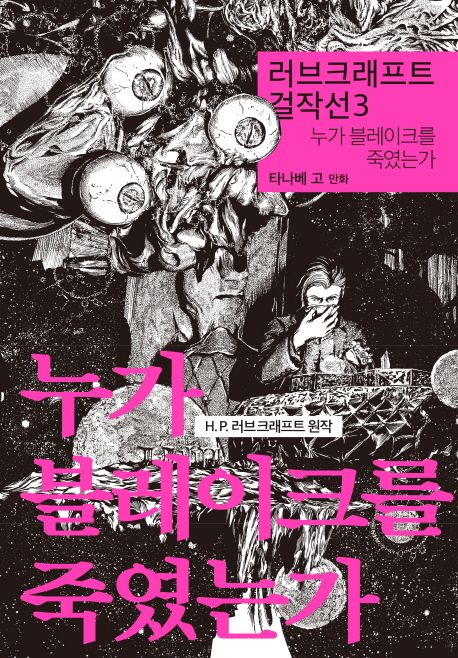 러브크래프트
걸작선3
누가 블레이크를
죽였는가
타나베 고 만화
누가
H.P. 러브크래프트 원작
블레이크를
죽였는가